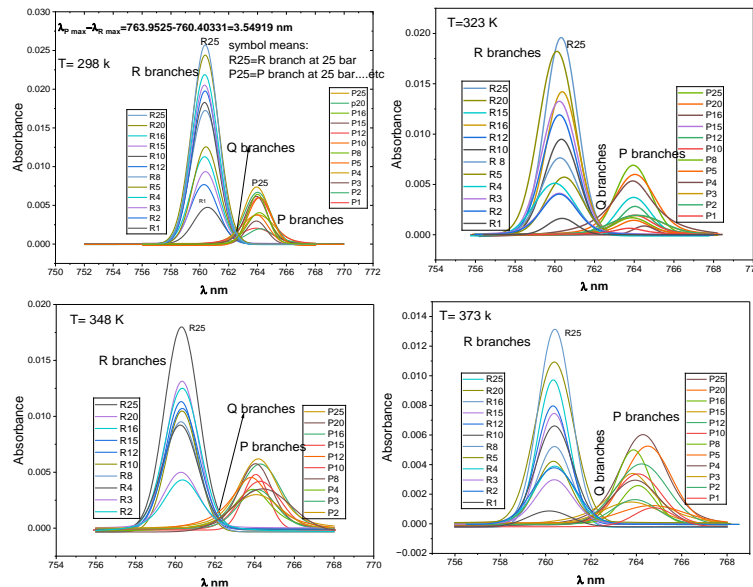 λP max–λR max=763.9525-760.40331=3.54919 nm
symbol means:
R25=R branch at 25 bar
P25=P branch at 25 bar....etc
T= 298 k
R25
R branches
Q branches
P25
P branches
R1
R25
R20
R16
R15
R10
R12
R8
R5
R4
R3
R2
R1
P25
p20
P16
P15
P12
P10
P8
P5
P4
P3
P2
P1
Absorbance
0.030
0.025
0.020
0.015
0.010
0.005
0.000
750 752 754 756 758 760 762 764 766 768 770 772
λ nm
T=323 K
R25
R branches
Q branches
P branches
R25
R20
R15
R16
R12
R10
R 8
R5
R4
R3
R2
R1
P25
P20
P16
P15
P12
P10
P8
P5
P4
P3
P2
P1
Absorbance
0.020
0.015
0.010
0.005
0.000
754 756 758 760 762 764 766 768
λ nm
T= 348 K
R25
R branches
Q branches
P branches
R25
R20
R16
R15
R12
R10
R8
R4
R3
R2
P25
P20
P16
P15
P12
P10
P8
P4
P3
P2
Absorbance
0.020
0.015
0.010
0.005
0.000
754 756 758 760 762 764 766 768 770
λ nm
T= 373 k
R25
R branches
Q branches
P branches
R25
R20
R16
R15
R12
R10
R8
R5
R4
R3
R2
R1
P25
P20
P16
P15
P12
P10
P8
P5
P4
P3
P2
P1
Absorbance
0.014
0.012
0.010
0.008
0.006
0.004
0.002
0.000
−0.002
756 758 760 762 764 766 768
λ nm